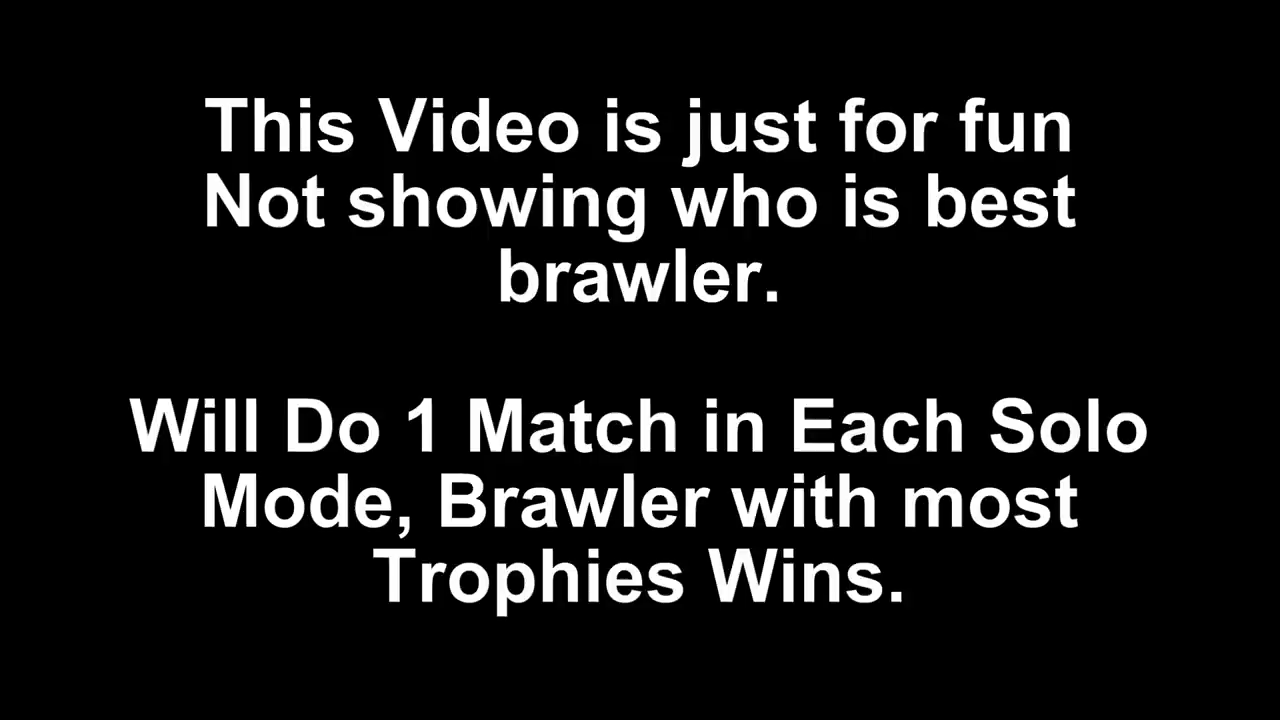 This Video is just for fun
Not showing who is best
brawler.
Will Do 1 Match in Each Solo
Mode, Brawler with most
Trophies Wins.